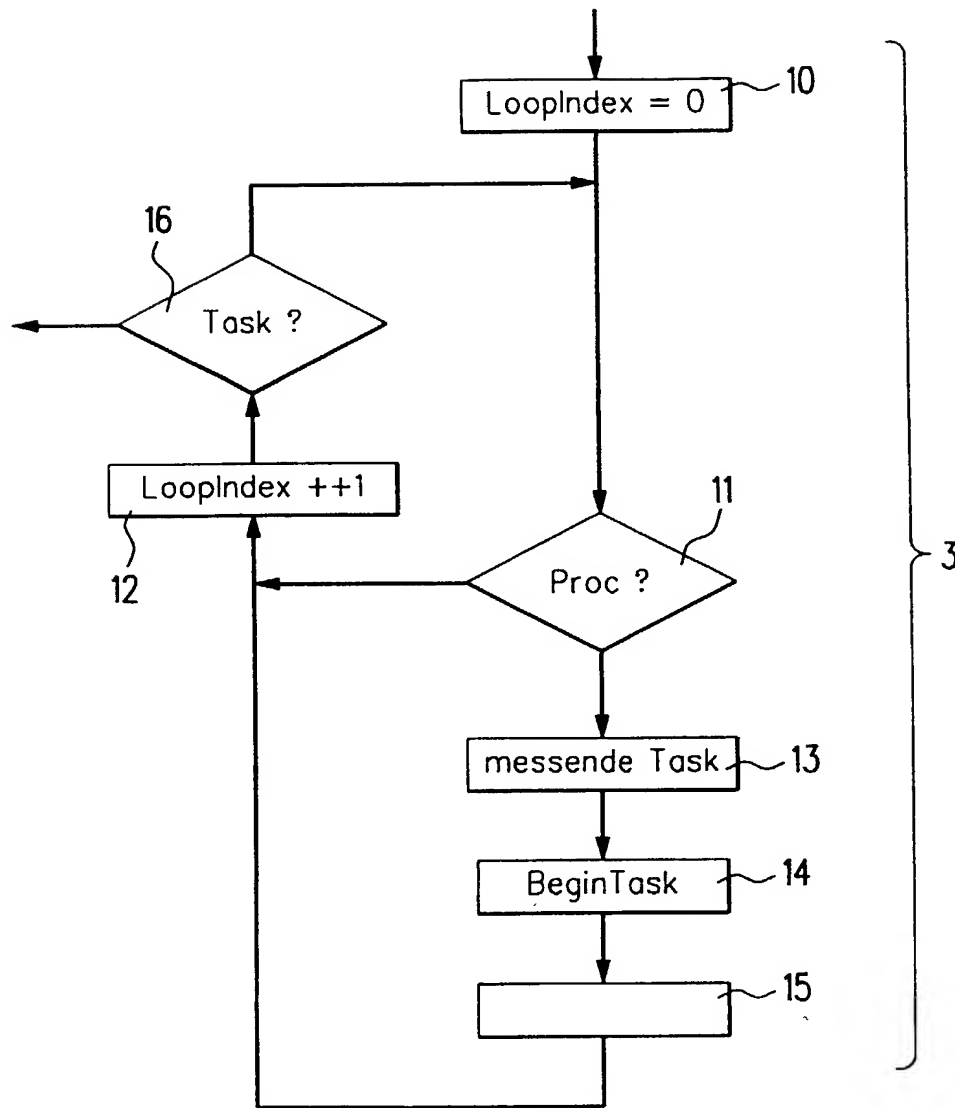 10
LoopIndex = 0
16
Task ?
LoopIndex ++1
12
11
Proc ?
3
messende Task
13
BeginTask
14
15